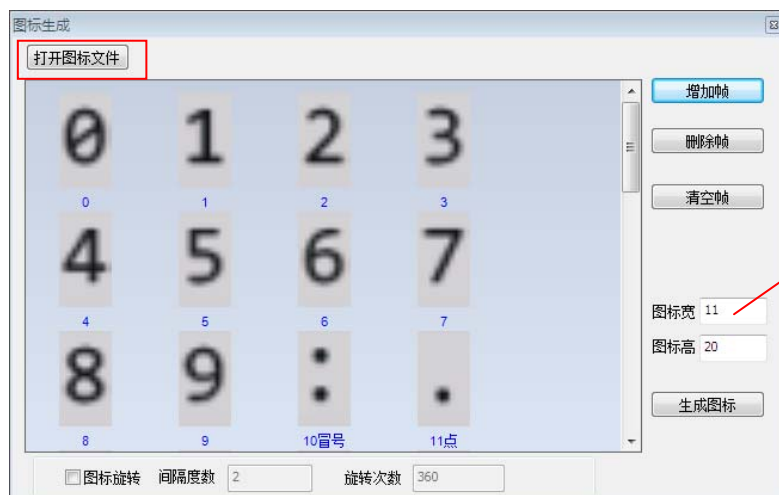 图标生成
打开图标文件
增加帧
0 1 2 3
0 1 2 3
删除帧
清空帧
4 5 6 7
4 5 6 7
图标宽 11
图标高 20
8 9 : .
8 9 10冒号 11点
生成图标
图标旋转 间隔度数 2 旋转次数 360